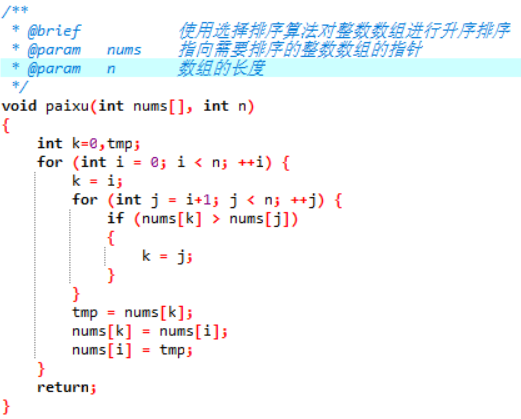 /**
 * @brief 使用选择排序算法对整数数组进行升序排序
 * @param nums 指向需要排序的整数数组的指针
 * @param n 数组的长度
 */
void paixu(int nums[], int n)
{
    int k=0,tmp;
    for (int i = 0; i < n; ++i) {
        k = i;
        for (int j = i+1; j < n; ++j) {
            if (nums[k] > nums[j])
            {
                k = j;
            }
        }
        tmp = nums[k];
        nums[k] = nums[i];
        nums[i] = tmp;
    }
    return;
}